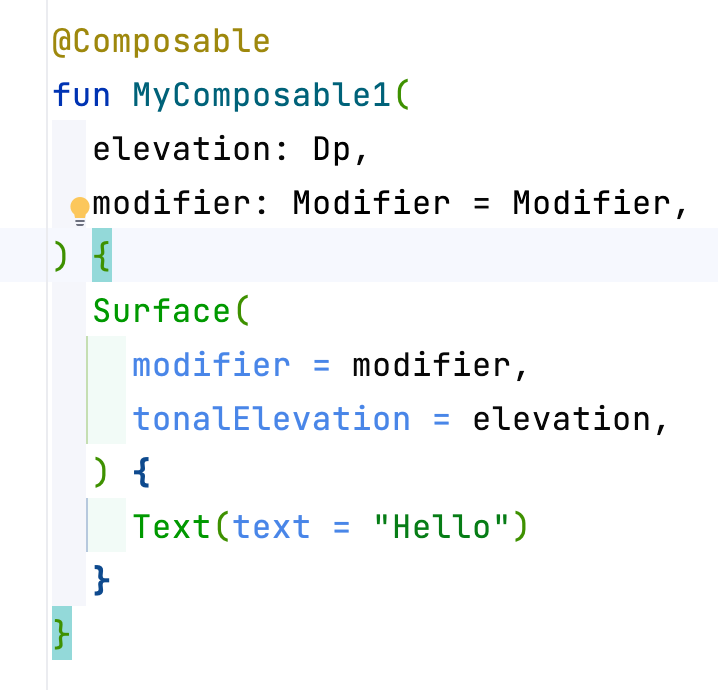 @Composable
fun MyComposable1(
    elevation: Dp,
    modifier: Modifier = Modifier,
) {
    Surface(
        modifier = modifier,
        tonalElevation = elevation,
    ) {
        Text(text = "Hello")
    }
}